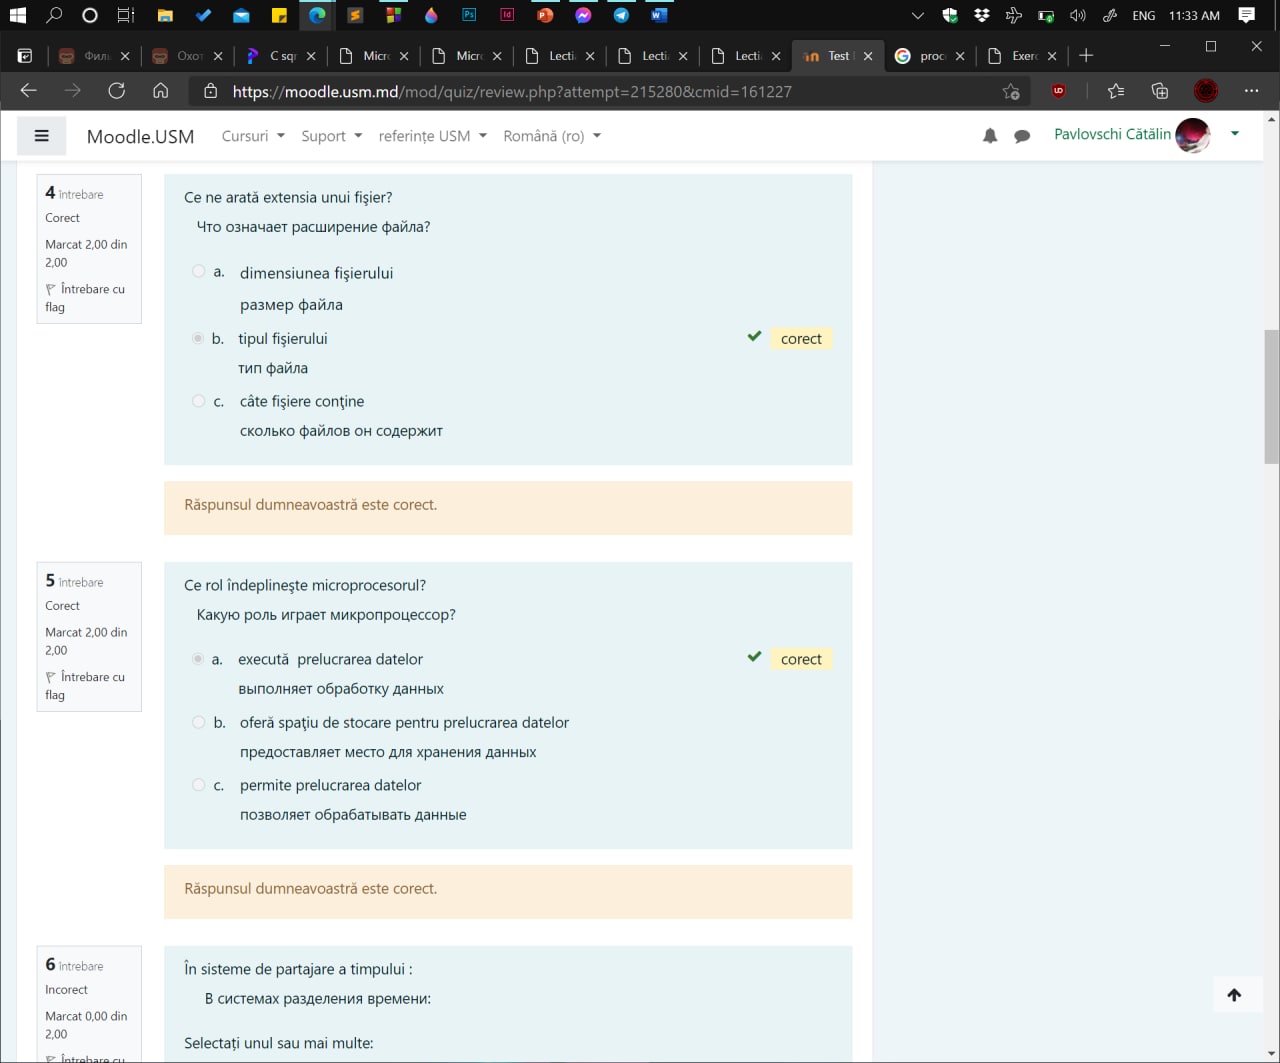 ENG 11:33 AM
Филь
Охот
C sqr
Micro
Micro
Lecti
Lecti
Lecti
Test
proc
Exer
https://moodle.usm.md/mod/quiz/review.php?attempt=215280&cmid=161227
Moodle.USM Cursuri Suport referințe USM Română (ro) Pavlovschi Cătălin
4 întrebare
Corect
Marcat 2,00 din
2,00
Întrebare cu
flag
Ce ne arată extensia unui fişier?
Что означает расширение файла?
a. dimensiunea fişierului
размер файла
b. tipul fişierului
corect
тип файла
c. câte fişiere conţine
сколько файлов он содержит
Răspunsul dumneavoastră este corect.
5 întrebare
Corect
Marcat 2,00 din
2,00
Întrebare cu
flag
Ce rol îndeplineşte microprocesorul?
Какую роль играет микропроцессор?
a. execută prelucrarea datelor
corect
выполняет обработку данных
b. oferă spaţiu de stocare pentru prelucrarea datelor
предоставляет место для хранения данных
c. permite prelucrarea datelor
позволяет обрабатывать данные
Răspunsul dumneavoastră este corect.
6 întrebare
Incorect
Marcat 0,00 din
2,00
Întrebare cu
În sisteme de partajare a timpului :
В системах разделения времени:
Selectați unul sau mai multe: